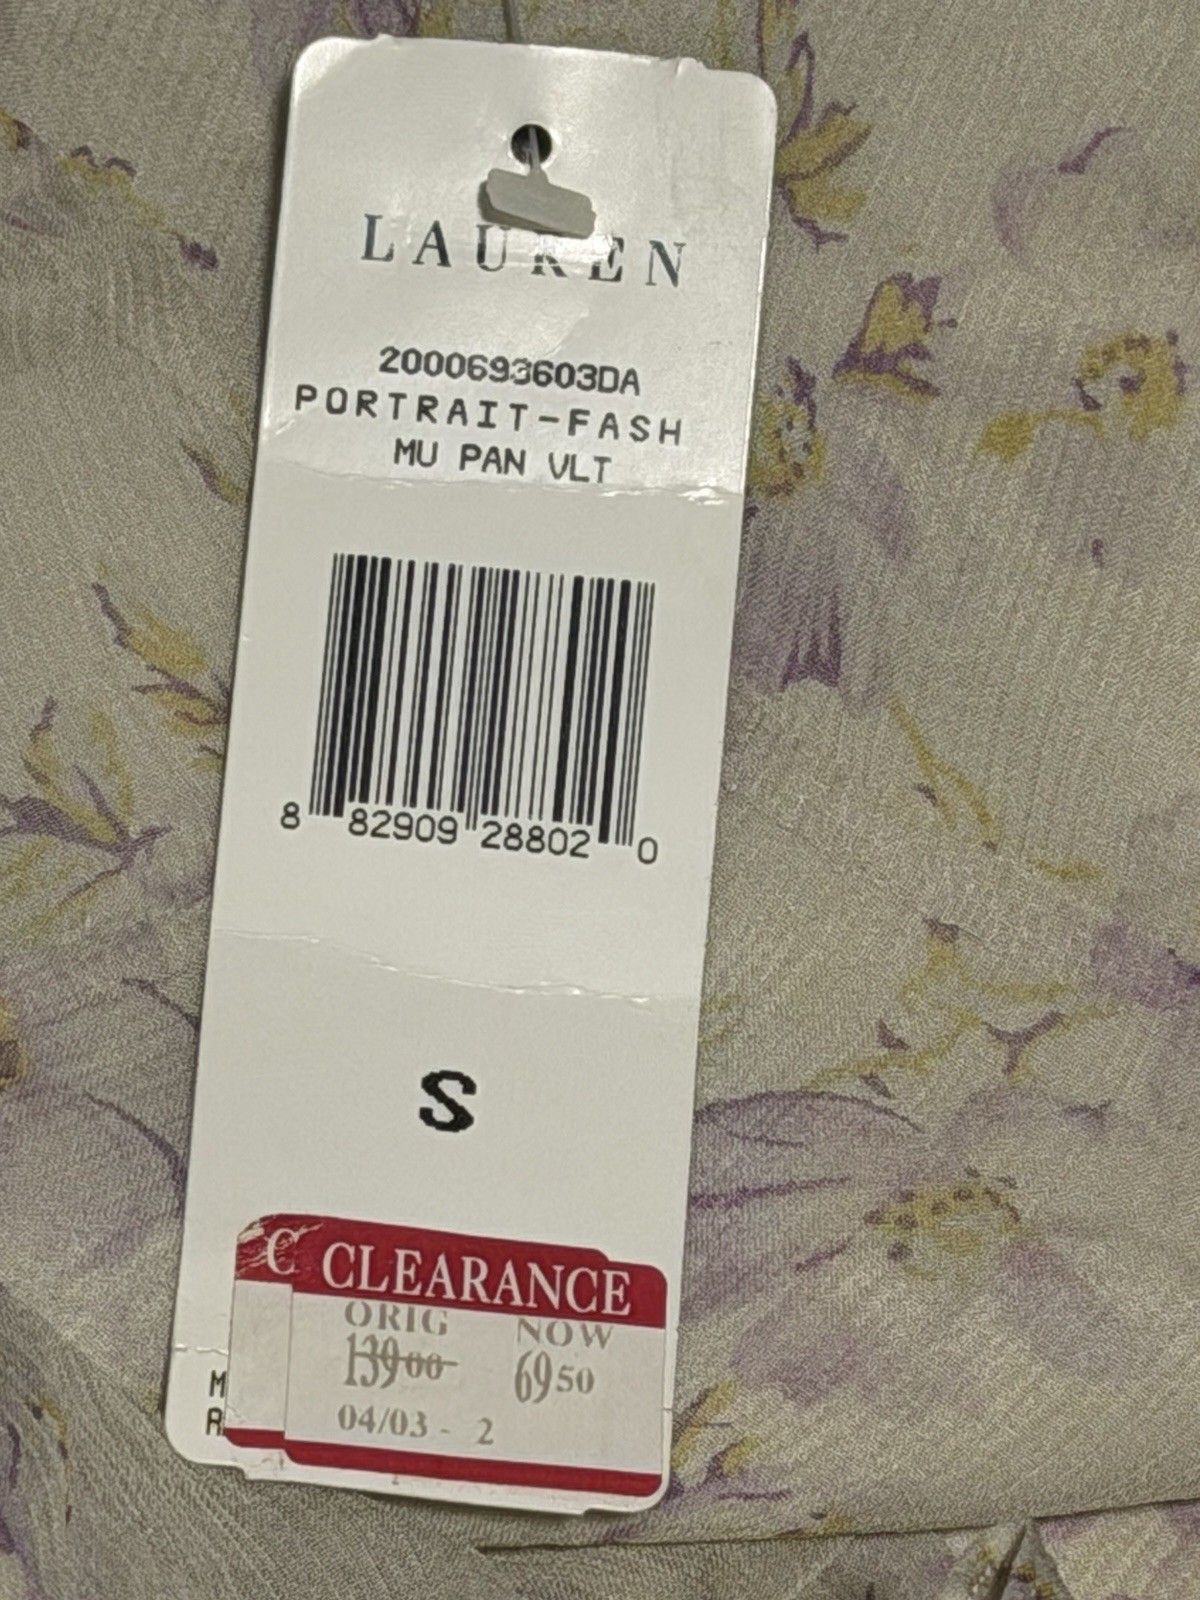 LAUREN
2000693603DA
PORTRAIT-FASH
MU PAN VLT
8 82909 28802 0
S
C CLEARANCE
ORIG NOW
139 00 69 50
M
04/03 - 2
R